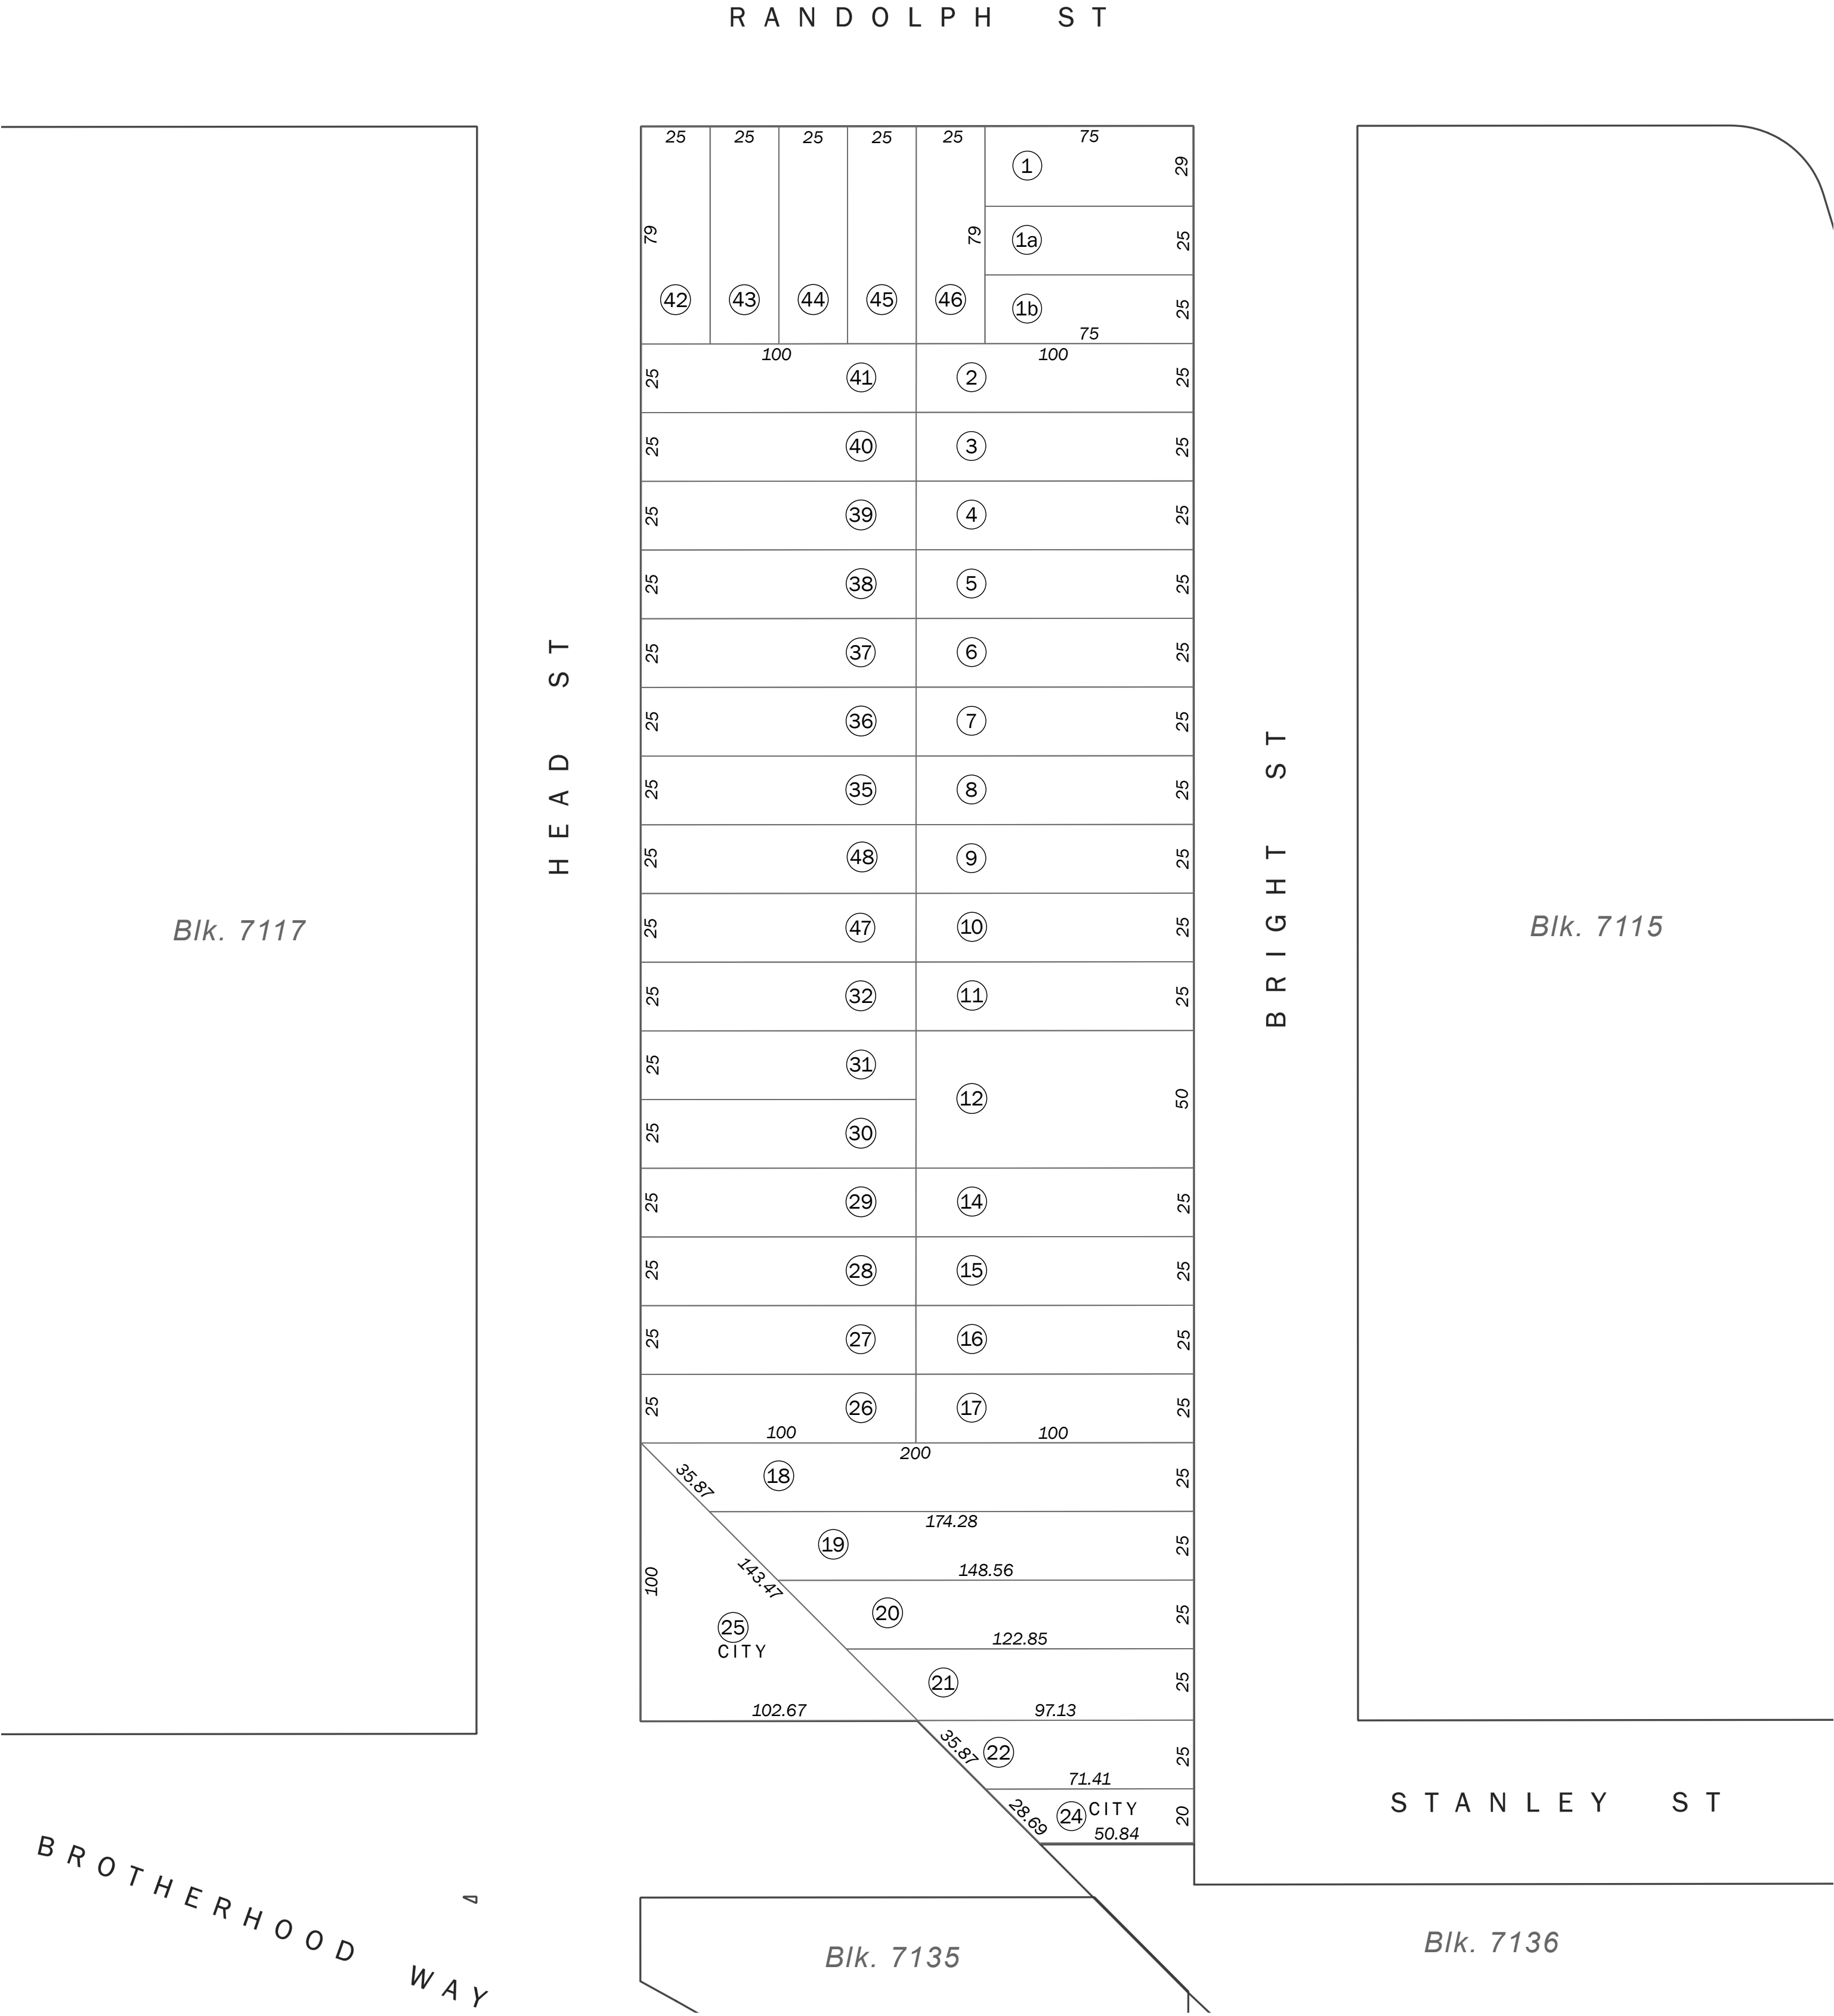 RANDOLPH ST
25 25 25 25 25 75
1 29
79 79 1a 25
42 43 44 45 46 1b 25
75
100 100
25 41 2 25
25 40 3 25
25 39 4 25
25 38 5 25
25 37 6 25
25 36 7 25
25 35 8 25
25 48 9 25
25 47 10 25
25 32 11 25
25 31
12 50
25 30
25 29 14 25
25 28 15 25
25 27 16 25
25 26 17 25
100 100
200
35.87 18 25
174.28
19 25
148.56
100 143.47
20 25
25
CITY
122.85
21 25
102.67 97.13
35.87 22 25
71.41
28.69 24 CITY 20
50.84
HEAD ST
BRIGHT ST
Blk. 7117
Blk. 7115
STANLEY ST
BROTHERHOOD WAY
Blk. 7135
Blk. 7136